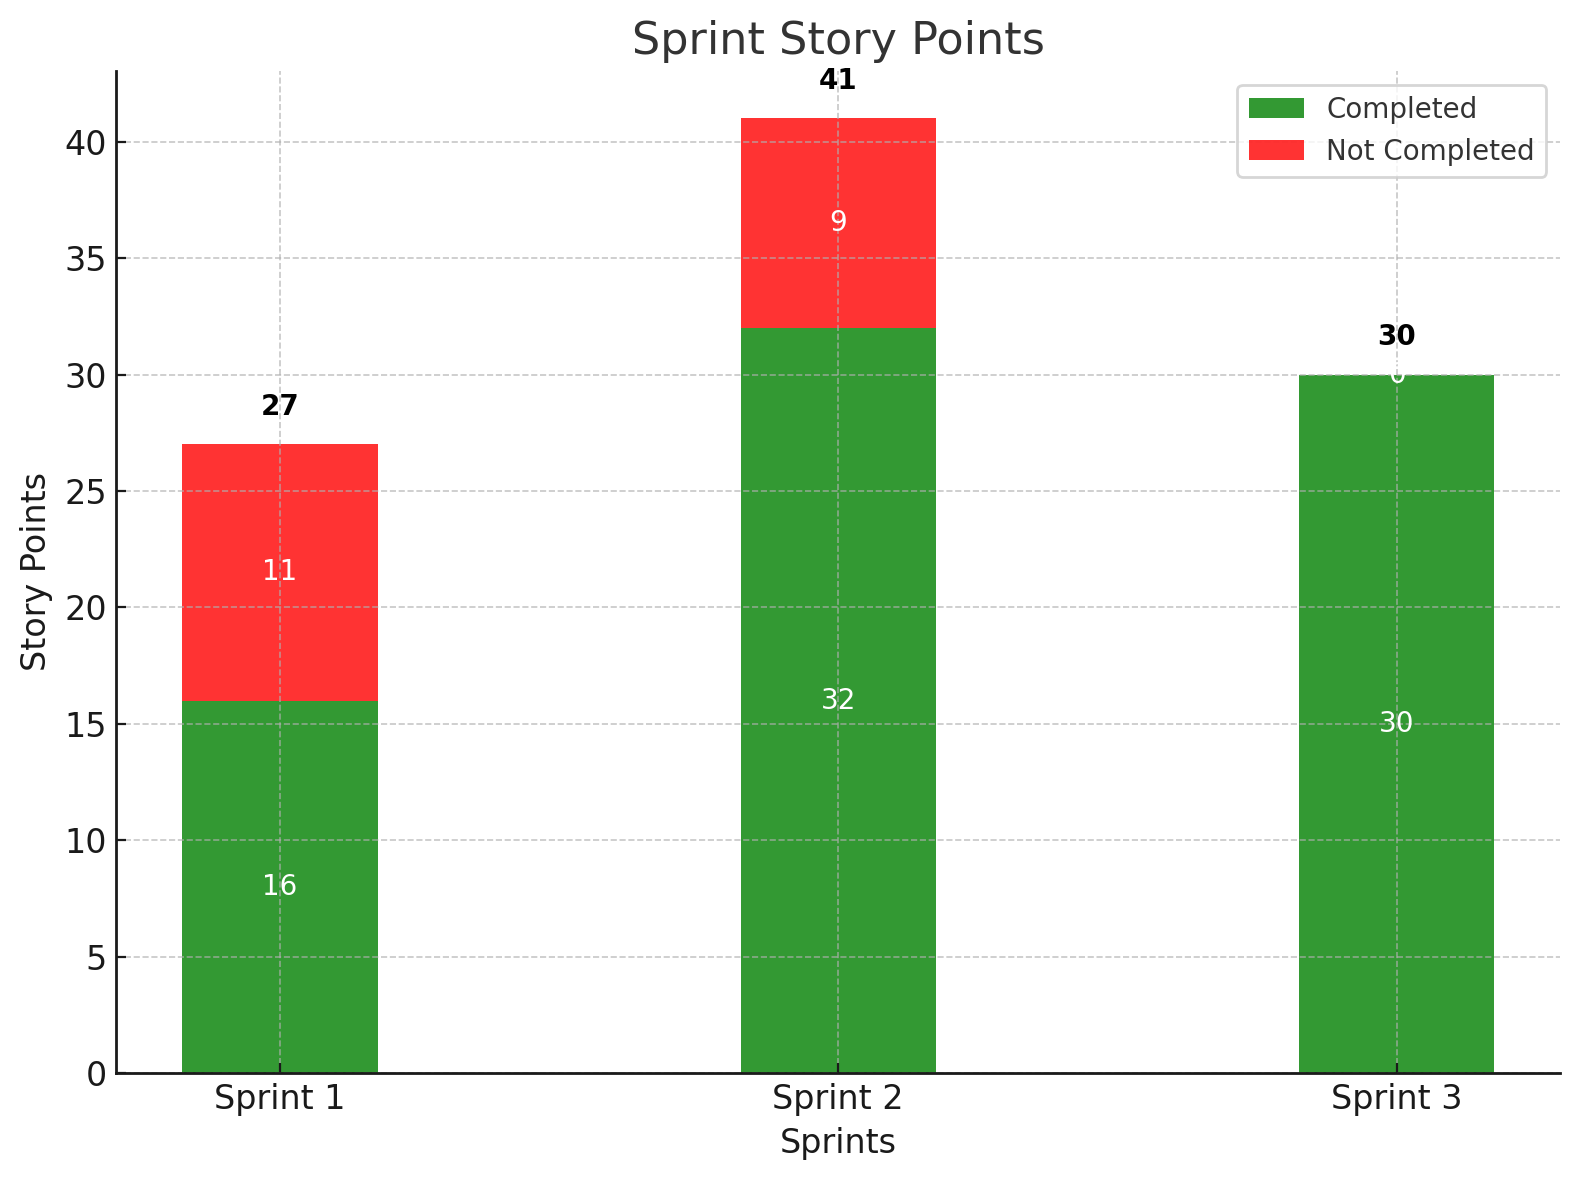 Sprint Story Points
41
Completed
Not Completed
40
9
35
30
30
0
27
25
11
Story Points
20
32
15
30
10
16
5
0
Sprint 1
Sprint 2
Sprint 3
Sprints